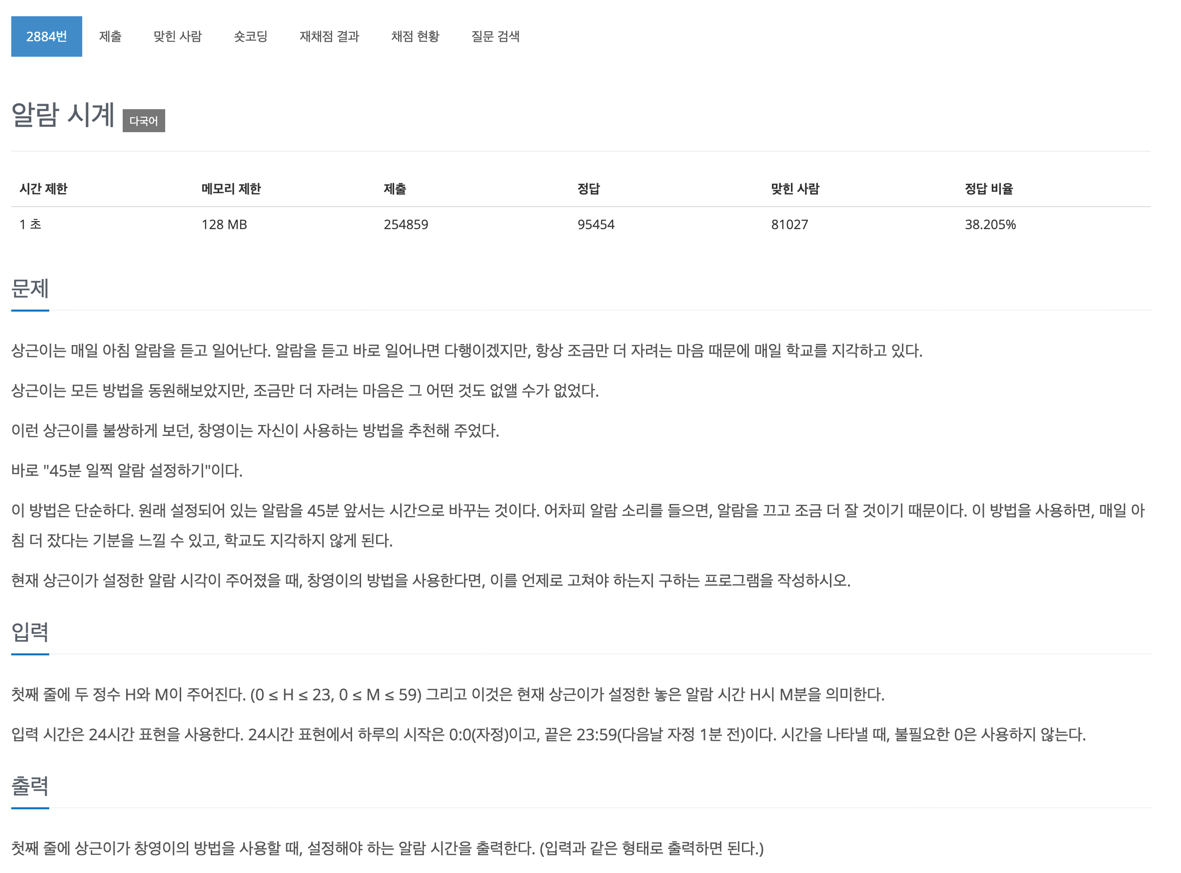 2884번 제출 맞힌 사람 숏코딩 재채점 결과 채점 현황 질문 검색
알람 시계 다국어
시간 제한 메모리 제한 제출 정답 맞힌 사람 정답 비율
1 초 128 MB 254859 95454 81027 38.205%
문제
상근이는 매일 아침 알람을 듣고 일어난다. 알람을 듣고 바로 일어나면 다행이겠지만, 항상 조금만 더 자려는 마음 때문에 매일 학교를 지각하고 있다.
상근이는 모든 방법을 동원해보았지만, 조금만 더 자려는 마음은 그 어떤 것도 없앨 수가 없었다.
이런 상근이를 불쌍하게 보던, 창영이는 자신이 사용하는 방법을 추천해 주었다.
바로 "45분 일찍 알람 설정하기"이다.
이 방법은 단순하다. 원래 설정되어 있는 알람을 45분 앞서는 시간으로 바꾸는 것이다. 어차피 알람 소리를 들으면, 알람을 끄고 조금 더 잘 것이기 때문이다. 이 방법을 사용하면, 매일 아
침 더 잤다는 기분을 느낄 수 있고, 학교도 지각하지 않게 된다.
현재 상근이가 설정한 알람 시각이 주어졌을 때, 창영이의 방법을 사용한다면, 이를 언제로 고쳐야 하는지 구하는 프로그램을 작성하시오.
입력
첫째 줄에 두 정수 H와 M이 주어진다. (0 ≤ H ≤ 23, 0 ≤ M ≤ 59) 그리고 이것은 현재 상근이가 설정한 놓은 알람 시간 H시 M분을 의미한다.
입력 시간은 24시간 표현을 사용한다. 24시간 표현에서 하루의 시작은 0:0(자정)이고, 끝은 23:59(다음날 자정 1분 전)이다. 시간을 나타낼 때, 불필요한 0은 사용하지 않는다.
출력
첫째 줄에 상근이가 창영이의 방법을 사용할 때, 설정해야 하는 알람 시간을 출력한다. (입력과 같은 형태로 출력하면 된다.)